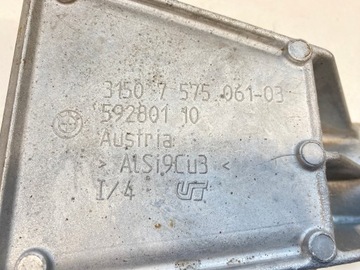 3150 7 575 061-03
592801 10
Austria
> AlSi9Cu3 <
I/4